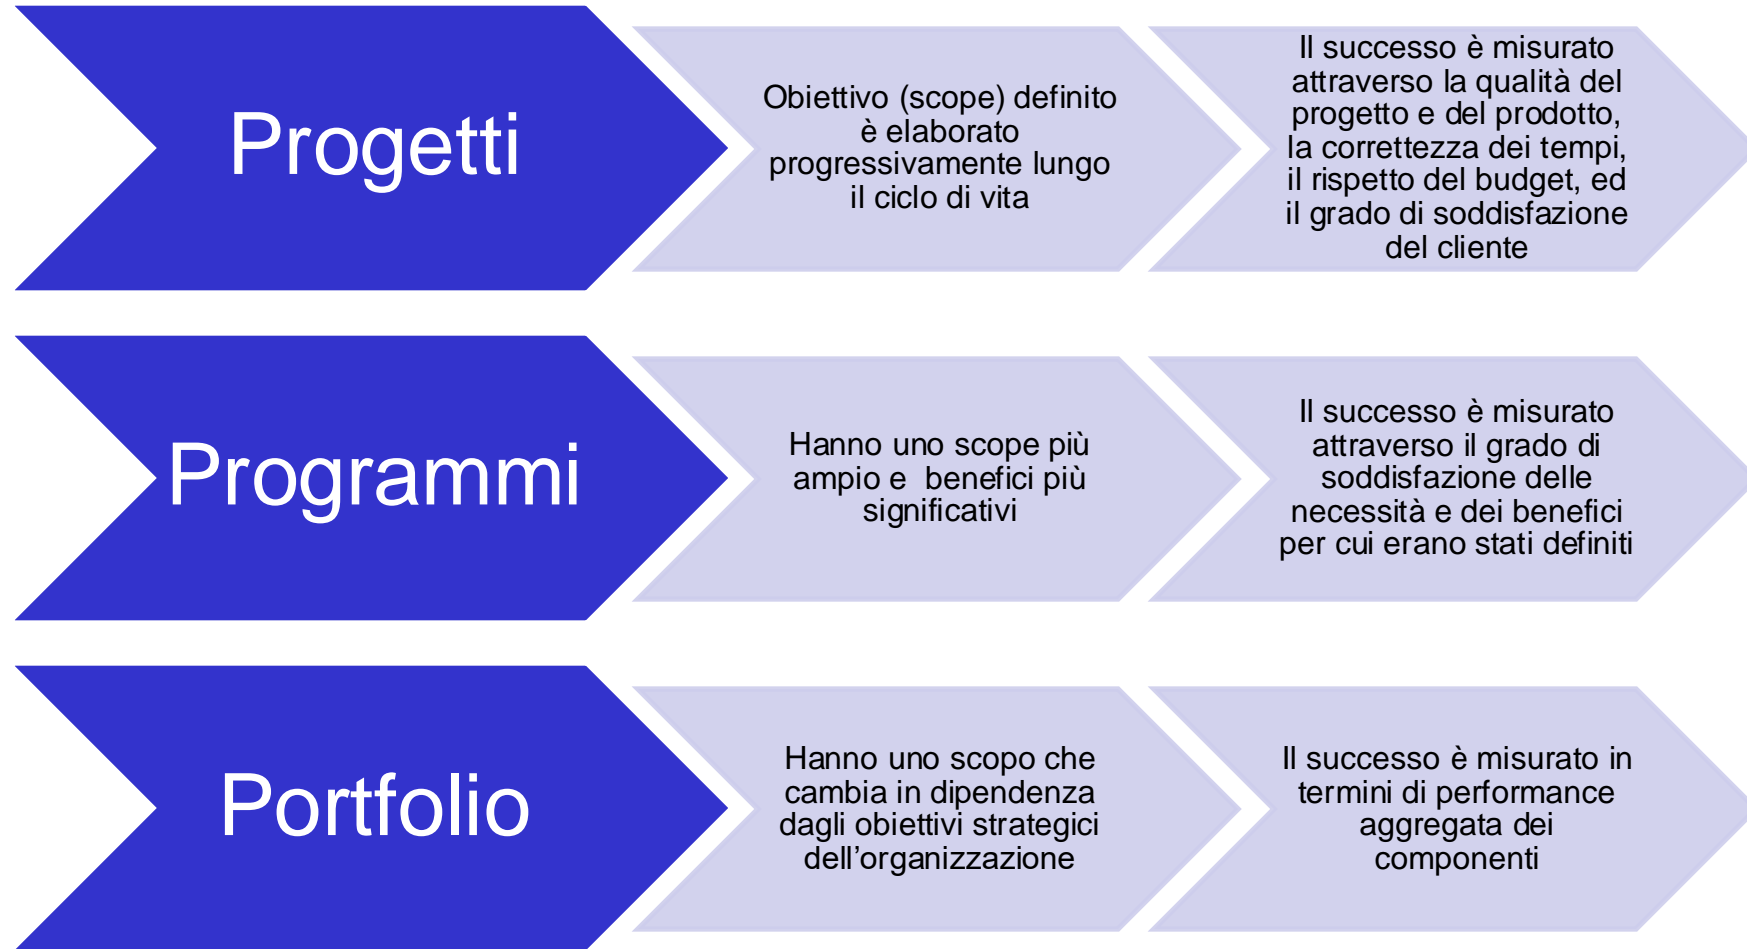 Progetti
Obiettivo (scope) definito
è elaborato
progressivamente lungo
il ciclo di vita
Il successo è misurato
attraverso la qualità del
progetto e del prodotto,
la correttezza dei tempi,
il rispetto del budget, ed
il grado di soddisfazione
del cliente
Programmi
Hanno uno scope più
ampio e  benefici più
significativi
Il successo è misurato
attraverso il grado di
soddisfazione delle
necessità e dei benefici
per cui erano stati definiti
Portfolio
Hanno uno scopo che
cambia in dipendenza
dagli obiettivi strategici
dell’organizzazione
Il successo è misurato in
termini di performance
aggregata dei
componenti